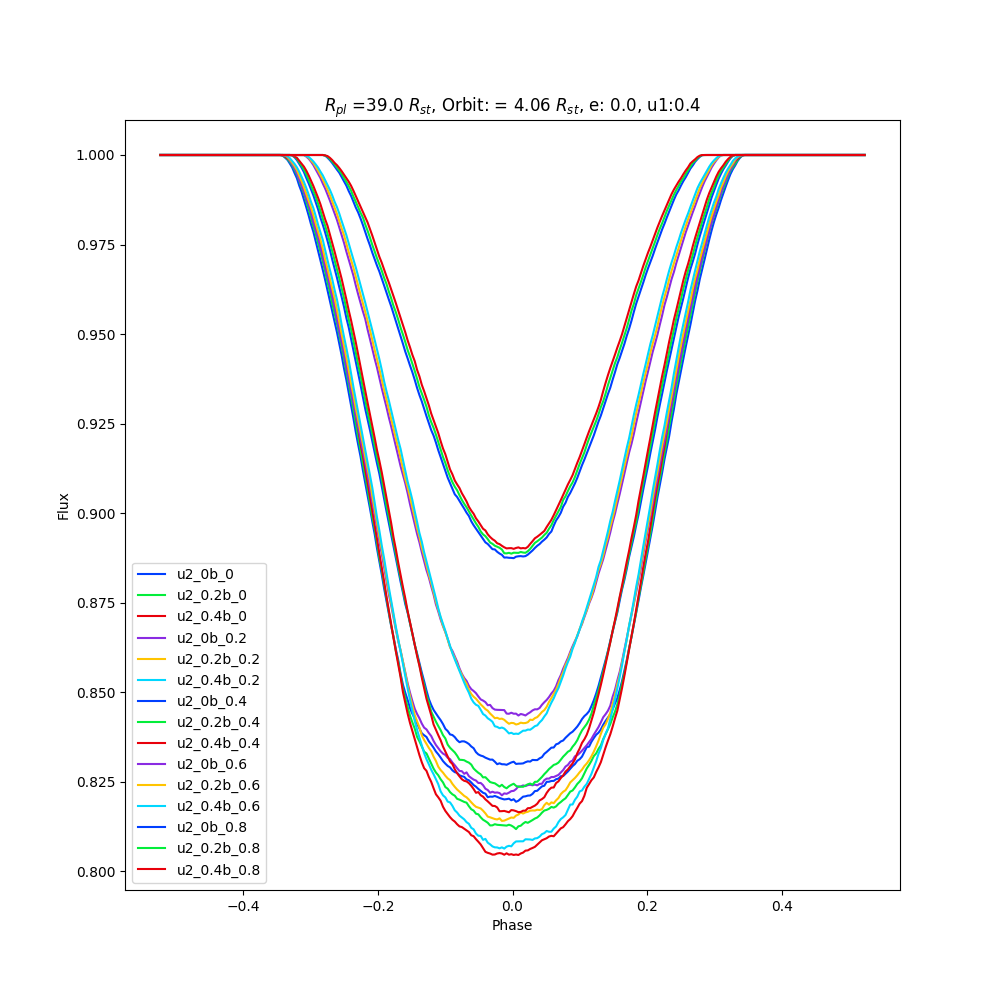 R_pl =39.0 R_st, Orbit: = 4.06 R_st, e: 0.0, u1:0.4
1.000
0.975
0.950
0.925
0.900
0.875
0.850
0.825
0.800
Flux
u2_0b_0
u2_0.2b_0
u2_0.4b_0
u2_0b_0.2
u2_0.2b_0.2
u2_0.4b_0.2
u2_0b_0.4
u2_0.2b_0.4
u2_0.4b_0.4
u2_0b_0.6
u2_0.2b_0.6
u2_0.4b_0.6
u2_0b_0.8
u2_0.2b_0.8
u2_0.4b_0.8
−0.4 −0.2 0.0 0.2 0.4
Phase